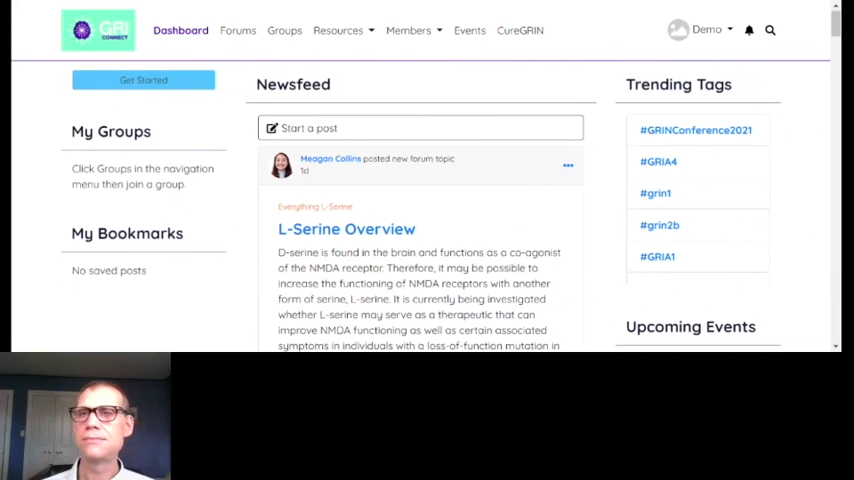 GRI
CONNECT
Dashboard Forums Groups Resources Members Events CureGRIN
Demo
Get Started
Newsfeed
Trending Tags
Start a post
#GRINConference2021
My Groups
Click Groups in the navigation
menu then join a group.
Meagan Collins posted new forum topic
1d
#GRIA4
#grin1
Everything L-Serine
L-Serine Overview
#grin2b
My Bookmarks
No saved posts
D-serine is found in the brain and functions as a co-agonist
of the NMDA receptor. Therefore, it may be possible to
increase the functioning of NMDA receptors with another
form of serine, L-serine. It is currently being investigated
whether L-serine may serve as a therapeutic that can
improve NMDA functioning as well as certain associated
symptoms in individuals with a loss-of-function mutation in
#GRIA1
Upcoming Events